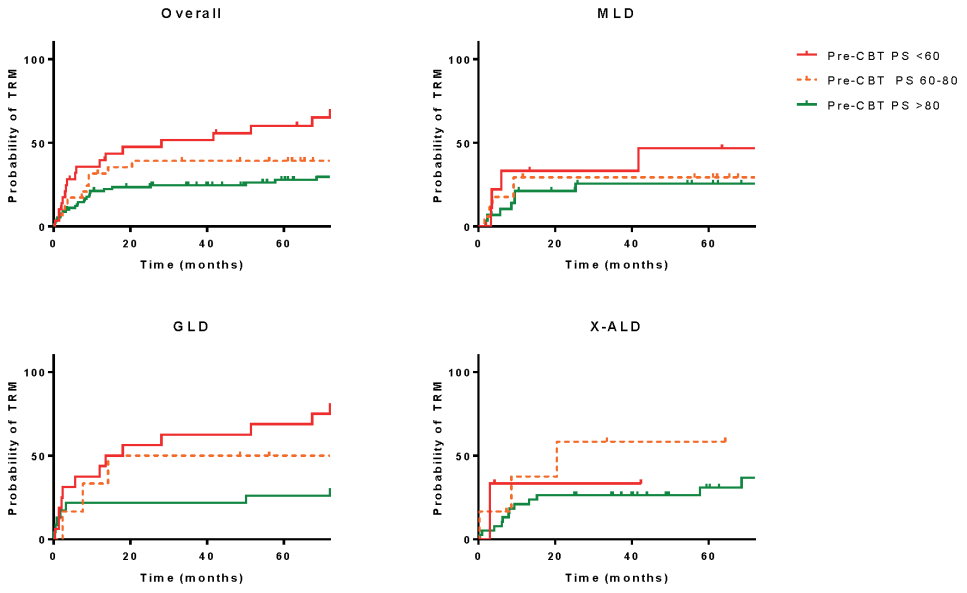 Overall
Probability of TRM
100
50
0
0 20 40 60
Time (months)
MLD
Probability of TRM
100
50
0
0 20 40 60
Time (months)
Pre-CBT PS <60
Pre-CBT PS 60-80
Pre-CBT PS >80
GLD
Probability of TRM
100
50
0
0 20 40 60
Time (months)
X-ALD
Probability of TRM
100
50
0
0 20 40 60
Time (months)